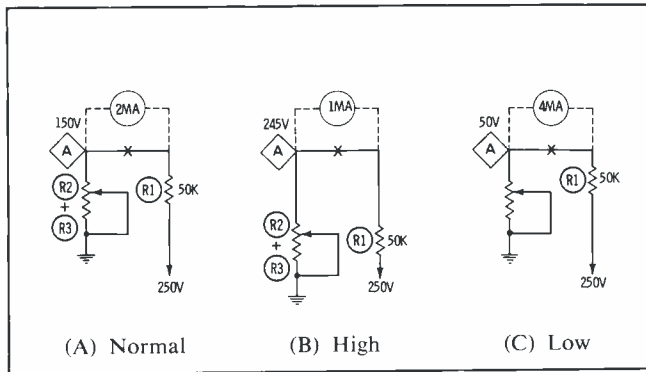 2MA
150V
A
R2
+
R3
R1
50K
250V
(A) Normal
1MA
245V
A
R2
+
R3
R1
50K
250V
(B) High
4MA
50V
A
R1
50K
250V
(C) Low